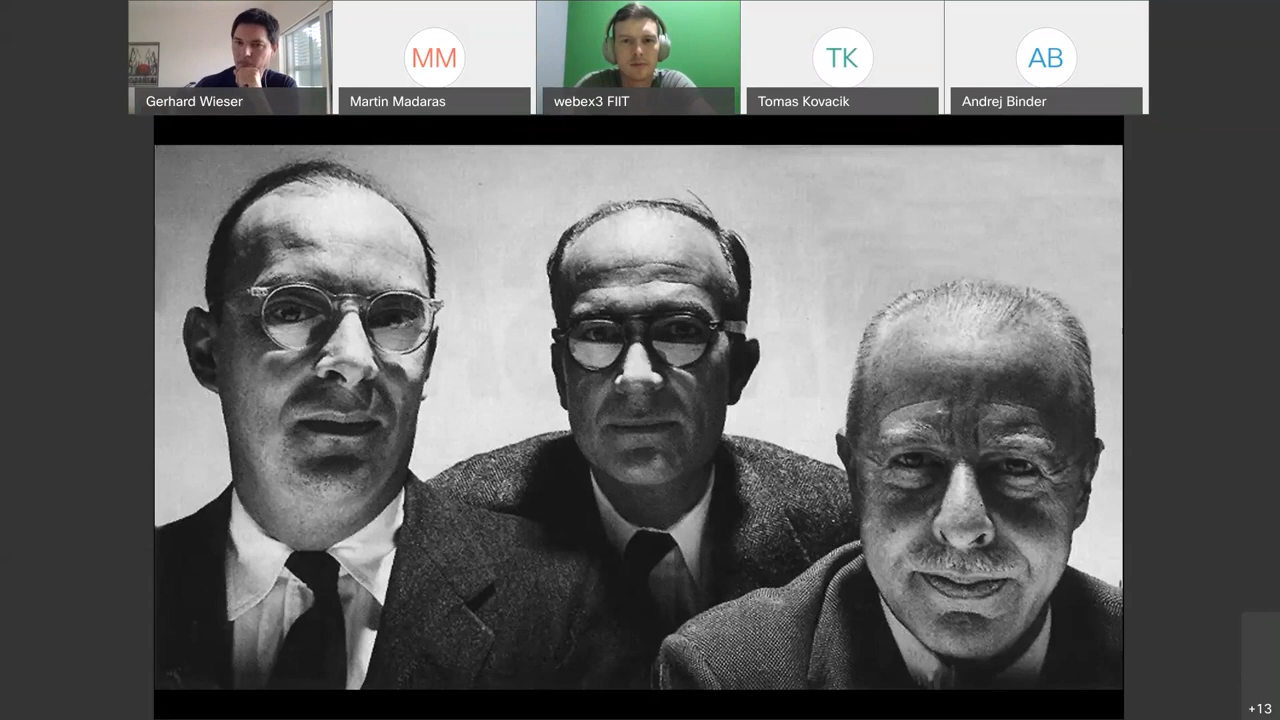 MM
TK
AB
Gerhard Wieser
Martin Madaras
webex3 FIIT
Tomas Kovacik
Andrej Binder
+13